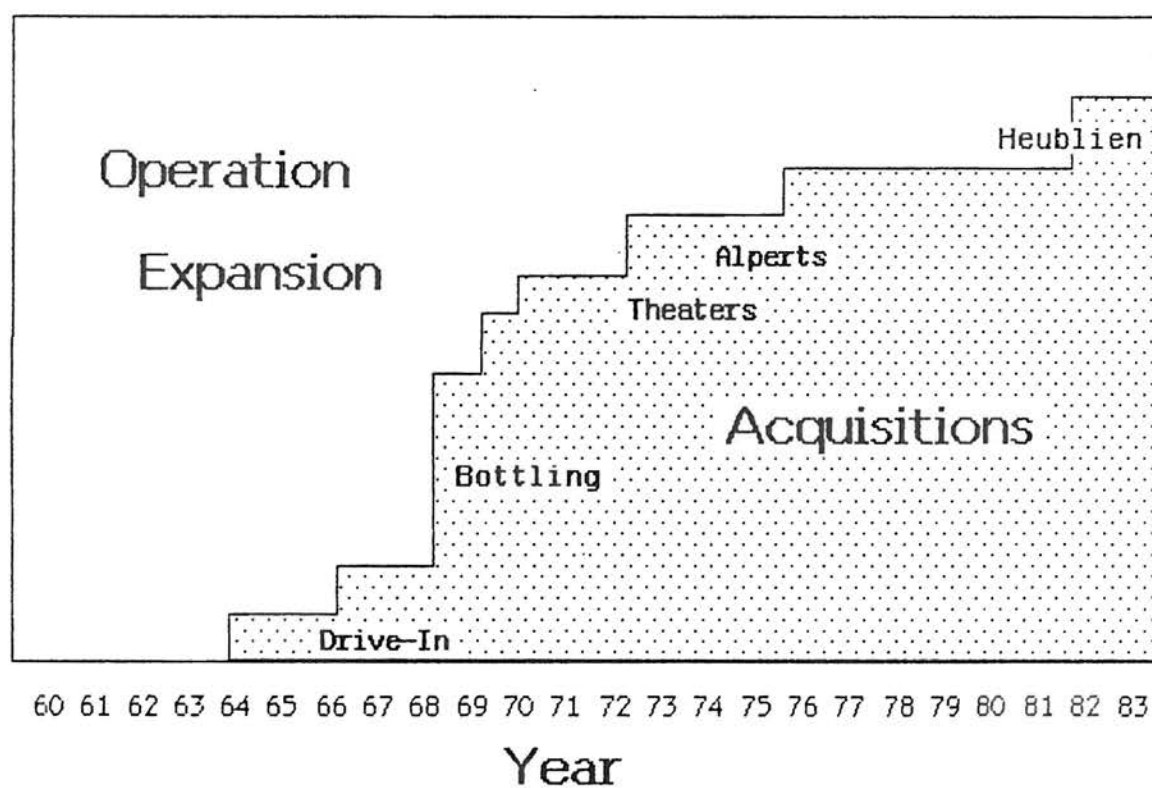 Heublien
Operation
Alperts
Expansion
Theaters
Acquisitions
Bottling
Drive-In
60 61 62 63 64 65 66 67 68 69 70 71 72 73 74 75 76 77 78 79 80 81 82 83
Year